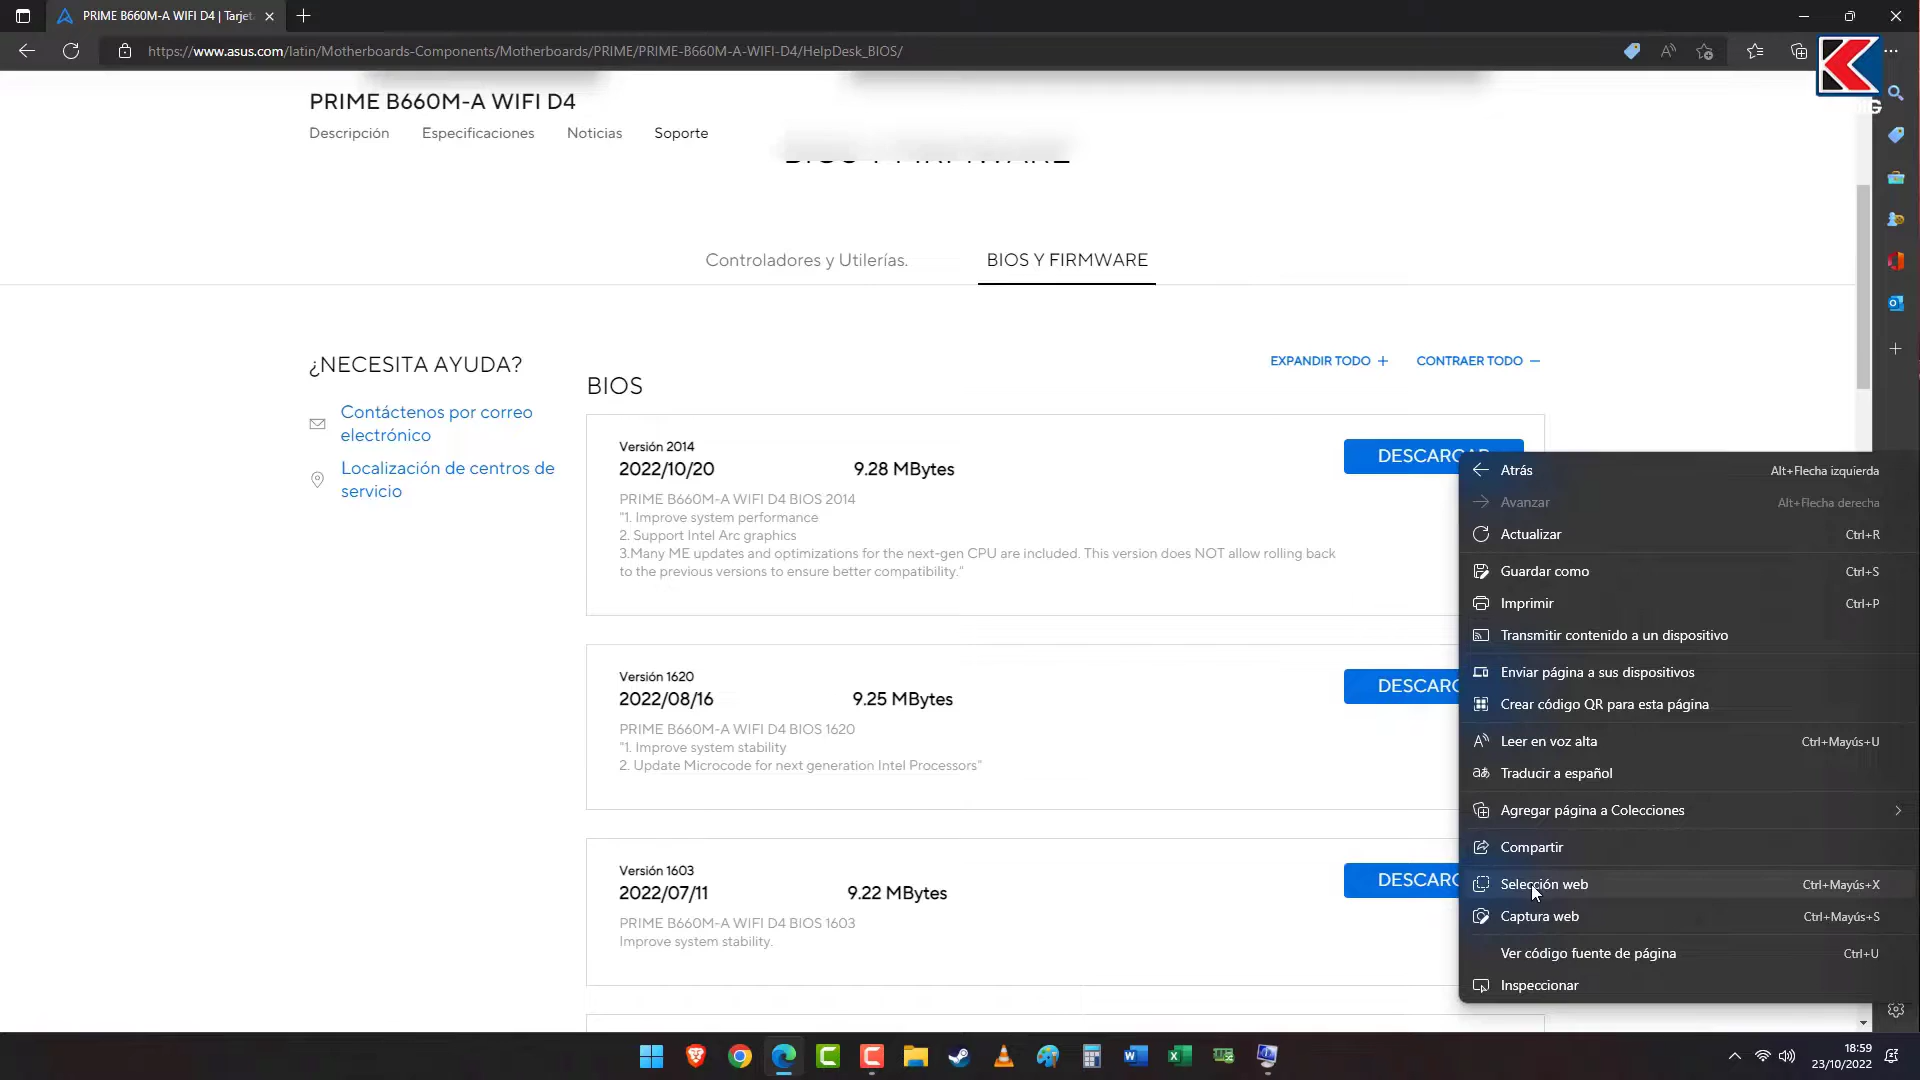 PRIME B660M-A WIFI D4 | Tarjet
https://www.asus.com/latin/Motherboards-Components/Motherboards/PRIME/PRIME-B660M-A-WIFI-D4/HelpDesk_BIOS/
PRIME B660M-A WIFI D4
Descripción Especificaciones Noticias Soporte
BIOS Y FIRMWARE
Controladores y Utilerías. BIOS Y FIRMWARE
¿NECESITA AYUDA?
Contáctenos por correo
electrónico
Localización de centros de
servicio
EXPANDIR TODO + CONTRAER TODO −
BIOS
Versión 2014
2022/10/20 9.28 MBytes
DESCARGAR
PRIME B660M-A WIFI D4 BIOS 2014
"1. Improve system performance
2. Support Intel Arc graphics
3.Many ME updates and optimizations for the next-gen CPU are included. This version does NOT allow rolling back
to the previous versions to ensure better compatibility."
Versión 1620
2022/08/16 9.25 MBytes
DESCARG
PRIME B660M-A WIFI D4 BIOS 1620
"1. Improve system stability
2. Update Microcode for next generation Intel Processors"
Versión 1603
2022/07/11 9.22 MBytes
DESCARG
PRIME B660M-A WIFI D4 BIOS 1603
Improve system stability.
Atrás Alt+Flecha izquierda
Avanzar Alt+Flecha derecha
Actualizar Ctrl+R
Guardar como Ctrl+S
Imprimir Ctrl+P
Transmitir contenido a un dispositivo
Enviar página a sus dispositivos
Crear código QR para esta página
Leer en voz alta Ctrl+Mayús+U
Traducir a español
Agregar página a Colecciones
Compartir
Selección web Ctrl+Mayús+X
Captura web Ctrl+Mayús+S
Ver código fuente de página Ctrl+U
Inspeccionar
18:59
23/10/2022